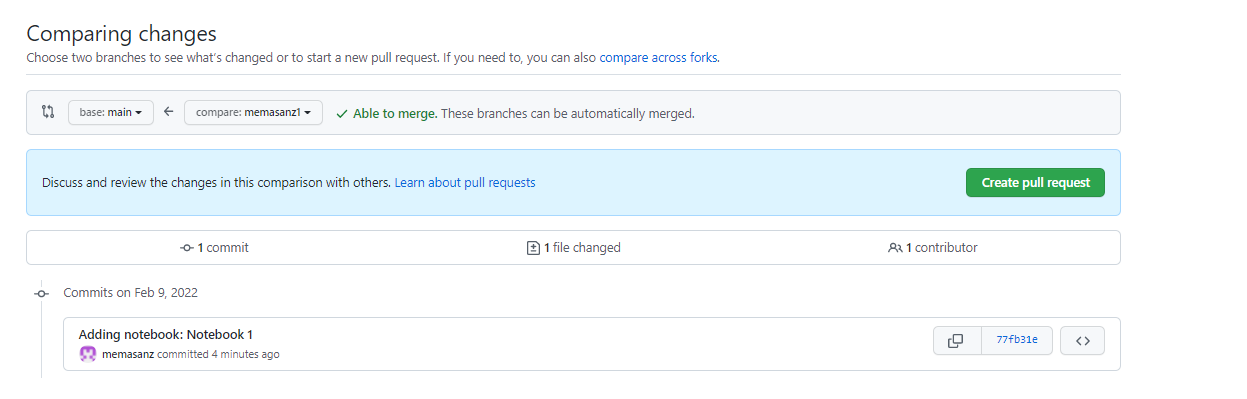 Comparing changes
Choose two branches to see what's changed or to start a new pull request. If you need to, you can also compare across forks.
base: main compare: memasanz1 Able to merge. These branches can be automatically merged.
Discuss and review the changes in this comparison with others. Learn about pull requests Create pull request
1 commit 1 file changed 1 contributor
Commits on Feb 9, 2022
Adding notebook: Notebook 1
77fb31e
memasanz committed 4 minutes ago